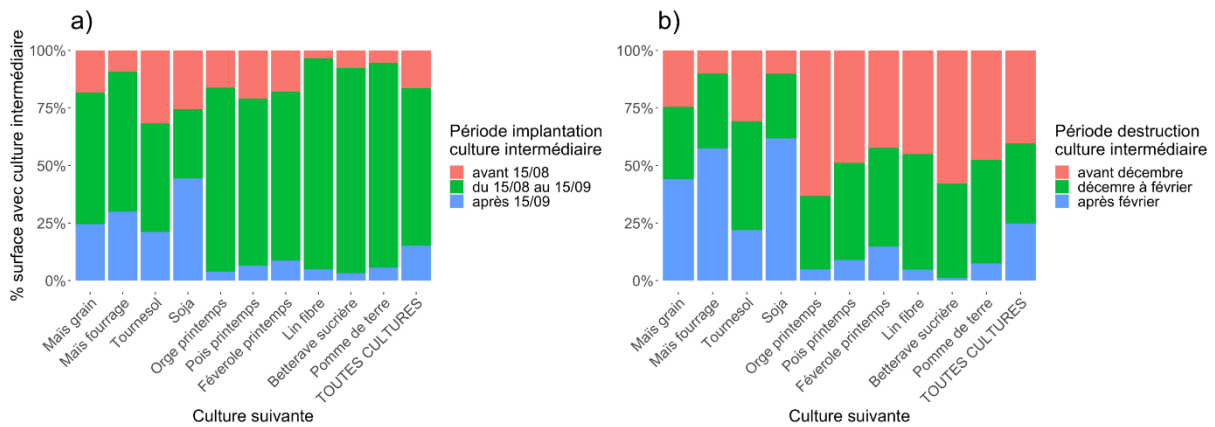 a)
% surface avec culture intermédiaire
100%
75%
50%
25%
0%
Maïs grain
Maïs fourrage
Tournesol
Soja
Orge printemps
Pois printemps
Féverole printemps
Lin fibre
Betterave sucrière
Pomme de terre
TOUTES CULTURES
Culture suivante
Période implantation
culture intermédiaire
avant 15/08
du 15/08 au 15/09
après 15/09
b)
100%
75%
50%
25%
0%
Maïs grain
Maïs fourrage
Tournesol
Soja
Orge printemps
Pois printemps
Féverole printemps
Lin fibre
Betterave sucrière
Pomme de terre
TOUTES CULTURES
Culture suivante
Période destruction
culture intermédiaire
avant décembre
décemre à février
après février